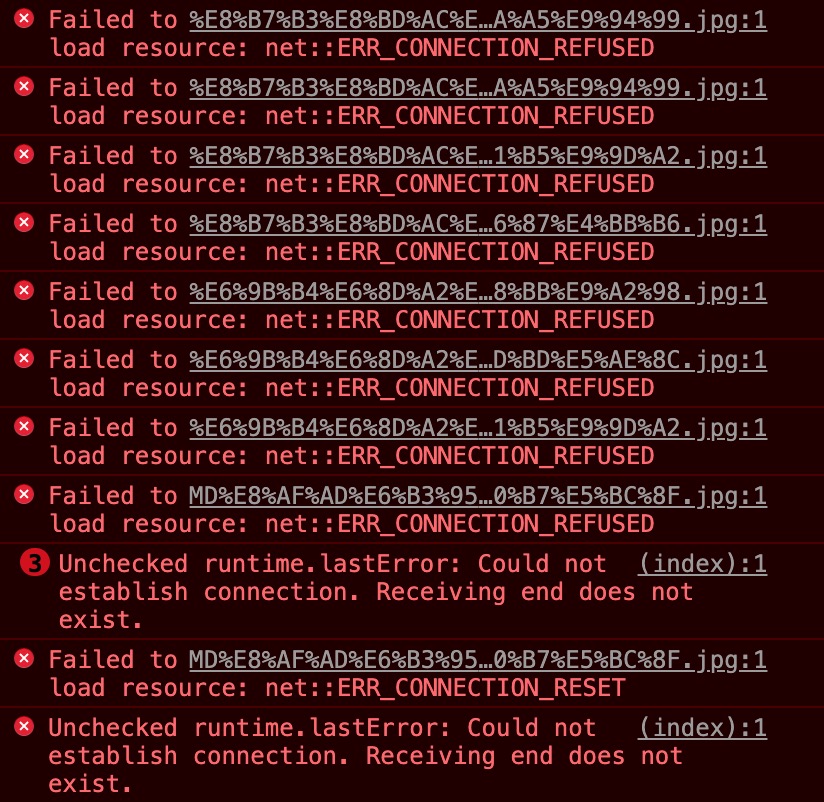 Failed to %E8%B7%B3%E8%BD%AC%E…A%A5%E9%94%99.jpg:1
load resource: net::ERR_CONNECTION_REFUSED
Failed to %E8%B7%B3%E8%BD%AC%E…A%A5%E9%94%99.jpg:1
load resource: net::ERR_CONNECTION_REFUSED
Failed to %E8%B7%B3%E8%BD%AC%E…1%B5%E9%9D%A2.jpg:1
load resource: net::ERR_CONNECTION_REFUSED
Failed to %E8%B7%B3%E8%BD%AC%E…6%87%E4%BB%B6.jpg:1
load resource: net::ERR_CONNECTION_REFUSED
Failed to %E6%9B%B4%E6%8D%A2%E…8%BB%E9%A2%98.jpg:1
load resource: net::ERR_CONNECTION_REFUSED
Failed to %E6%9B%B4%E6%8D%A2%E…D%BD%E5%AE%8C.jpg:1
load resource: net::ERR_CONNECTION_REFUSED
Failed to %E6%9B%B4%E6%8D%A2%E…1%B5%E9%9D%A2.jpg:1
load resource: net::ERR_CONNECTION_REFUSED
Failed to MD%E8%AF%AD%E6%B3%95…0%B7%E5%BC%8F.jpg:1
load resource: net::ERR_CONNECTION_REFUSED
3 Unchecked runtime.lastError: Could not (index):1
establish connection. Receiving end does not
exist.
Failed to MD%E8%AF%AD%E6%B3%95…0%B7%E5%BC%8F.jpg:1
load resource: net::ERR_CONNECTION_RESET
Unchecked runtime.lastError: Could not (index):1
establish connection. Receiving end does not
exist.